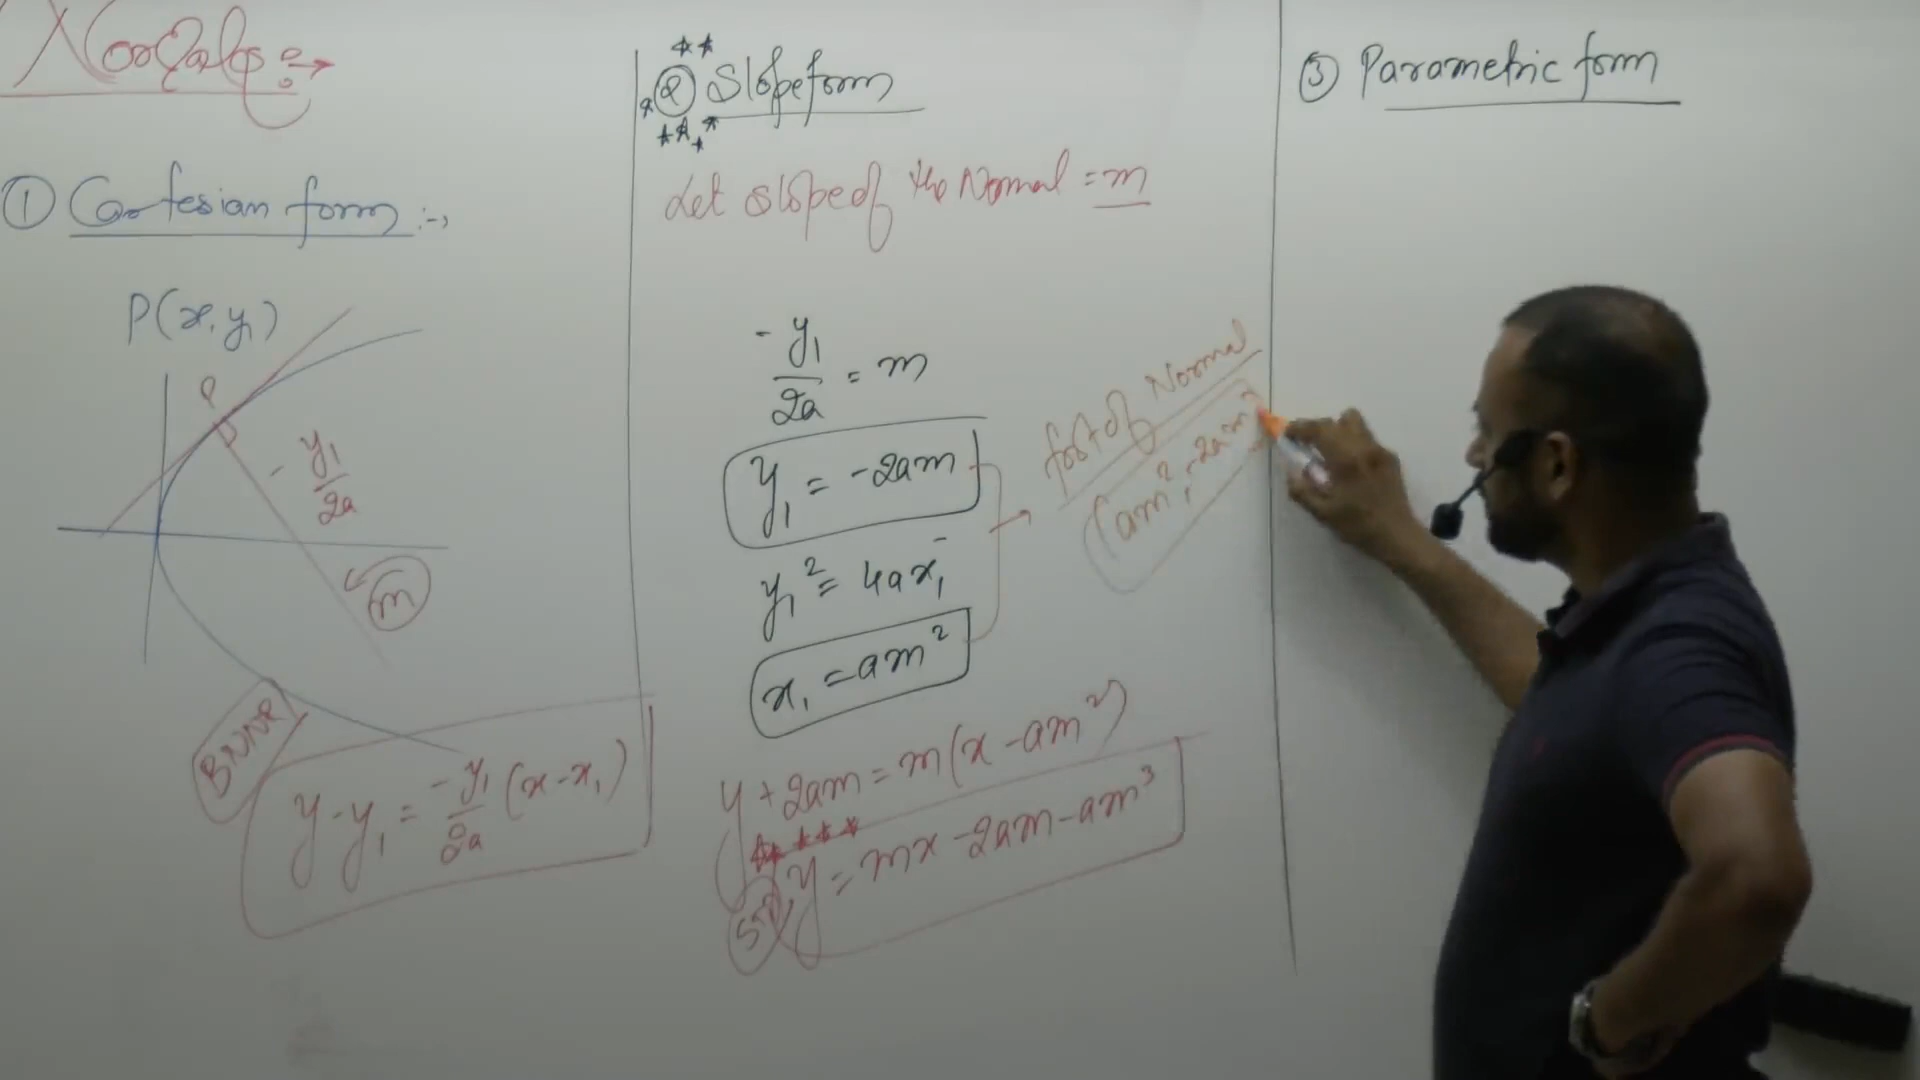 Normals :→
① Cartesian form :-,
P(x, y₁)
P
- y₁/2a
m
BNNR
y - y₁ = -y₁/2a (x - x₁)
② Slope form
Let slope of the Normal = m
- y₁/2a = m
y₁ = -2am
y₁² = 4ax₁
x₁ = am²
foot of Normal
(am², -2am
y + 2am = m(x - am²)
y = mx - 2am - am³
③ Parametric form